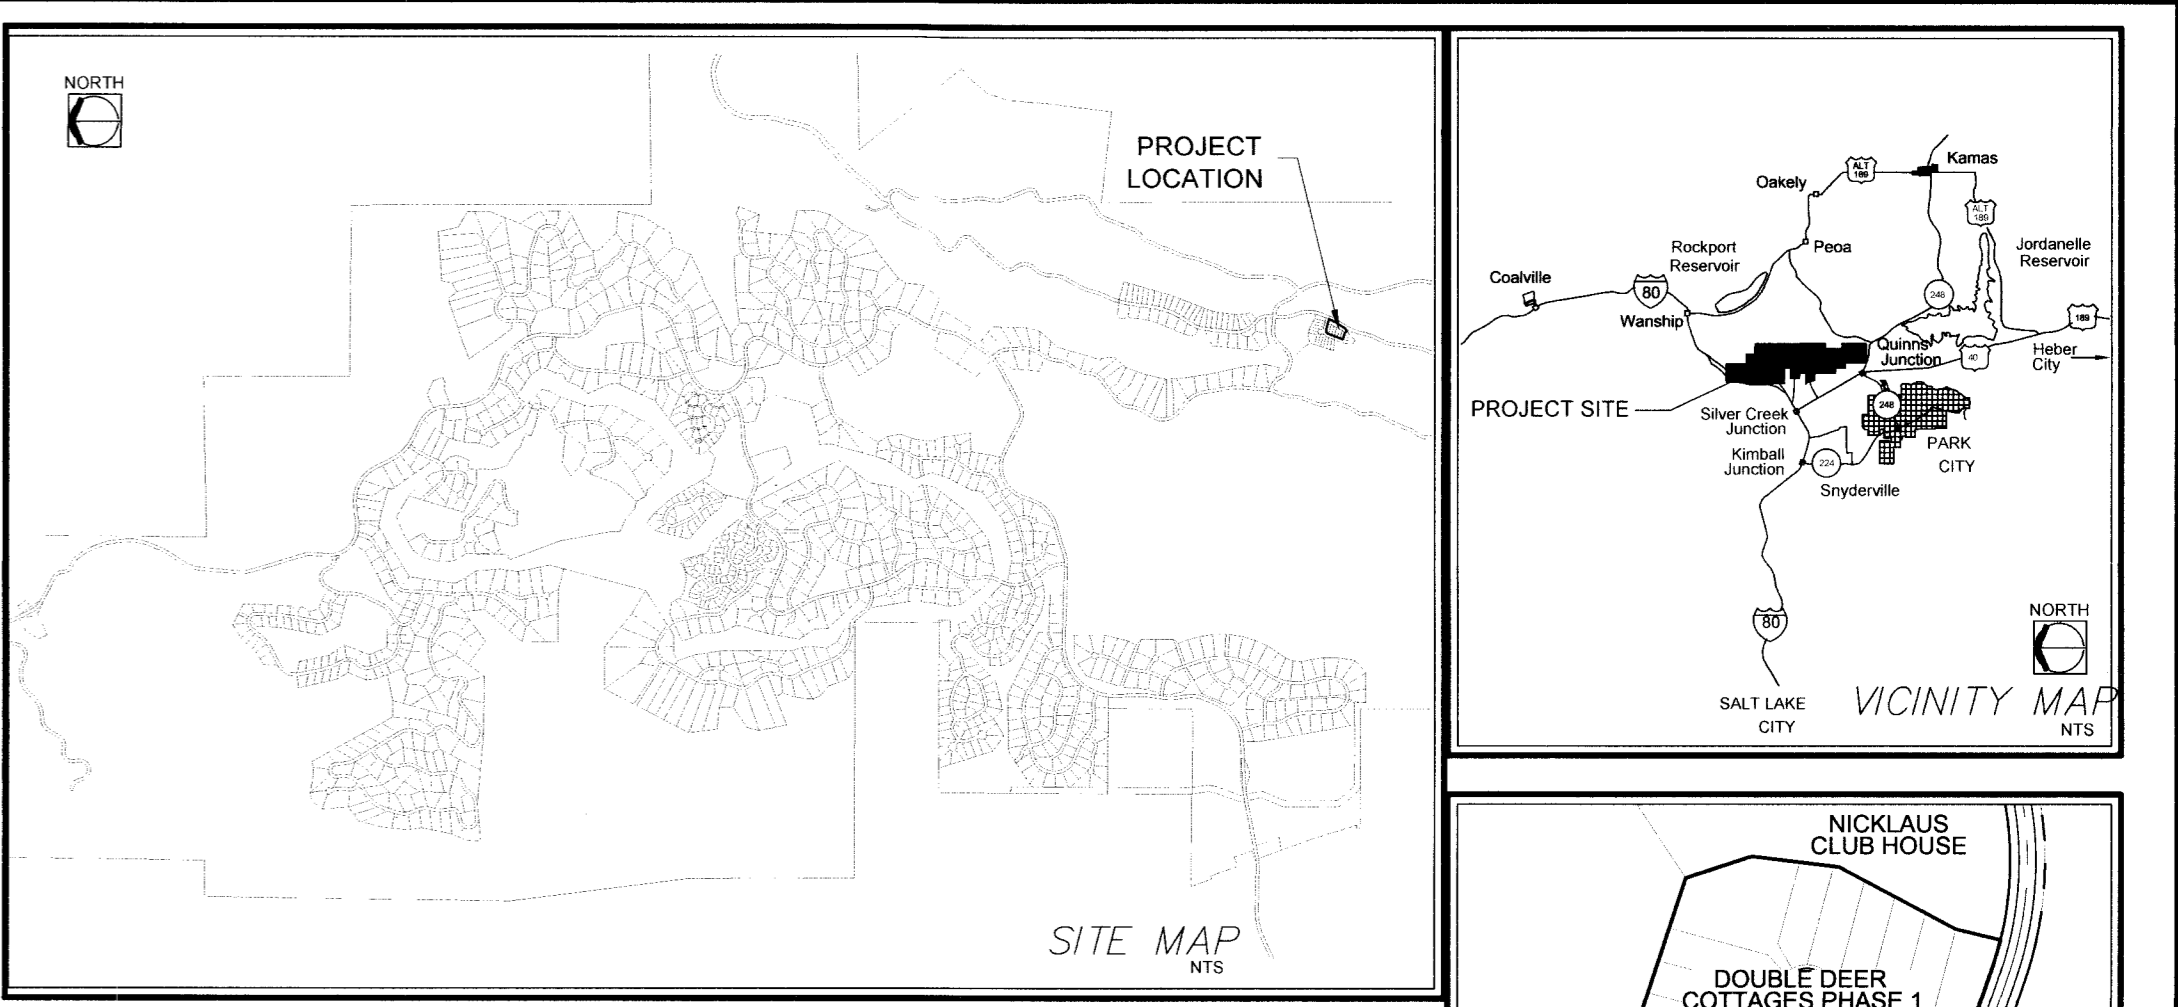 NORTH
PROJECT
LOCATION
SITE MAP
NTS
Kamas
ALT
189
Oakely
ALT
189
Peoa
Rockport
Reservoir
Jordanelle
Reservoir
Coalville
80
248
Wanship
189
Quinns
Junction
40
Heber
City
PROJECT SITE
Silver Creek
Junction
248
PARK
CITY
Kimball
Junction
224
Snyderville
80
NORTH
SALT LAKE
CITY
VICINITY MAP
NTS
NICKLAUS
CLUB HOUSE
DOUBLE DEER
COTTAGES PHASE 1